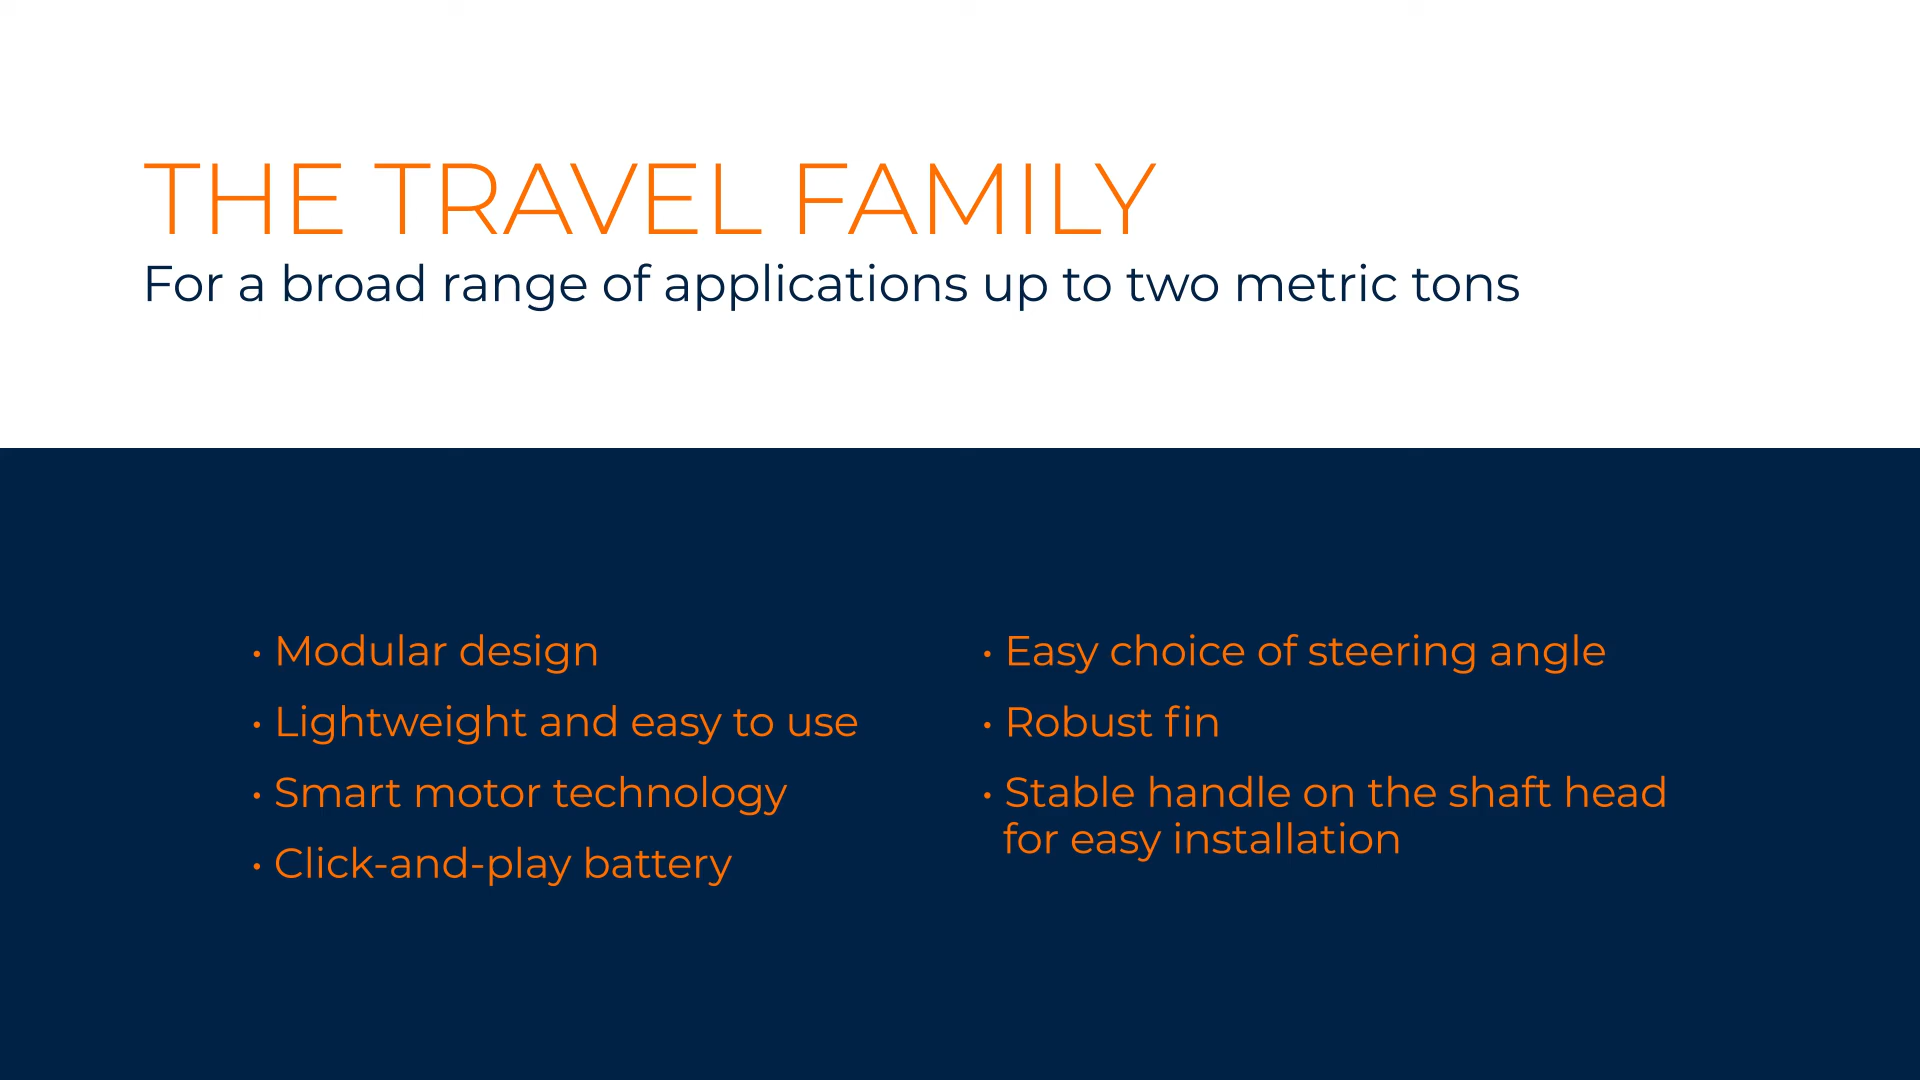 THE TRAVEL FAMILY
For a broad range of applications up to two metric tons
• Modular design
• Lightweight and easy to use
• Smart motor technology
• Click-and-play battery
• Easy choice of steering angle
• Robust fin
• Stable handle on the shaft head
for easy installation